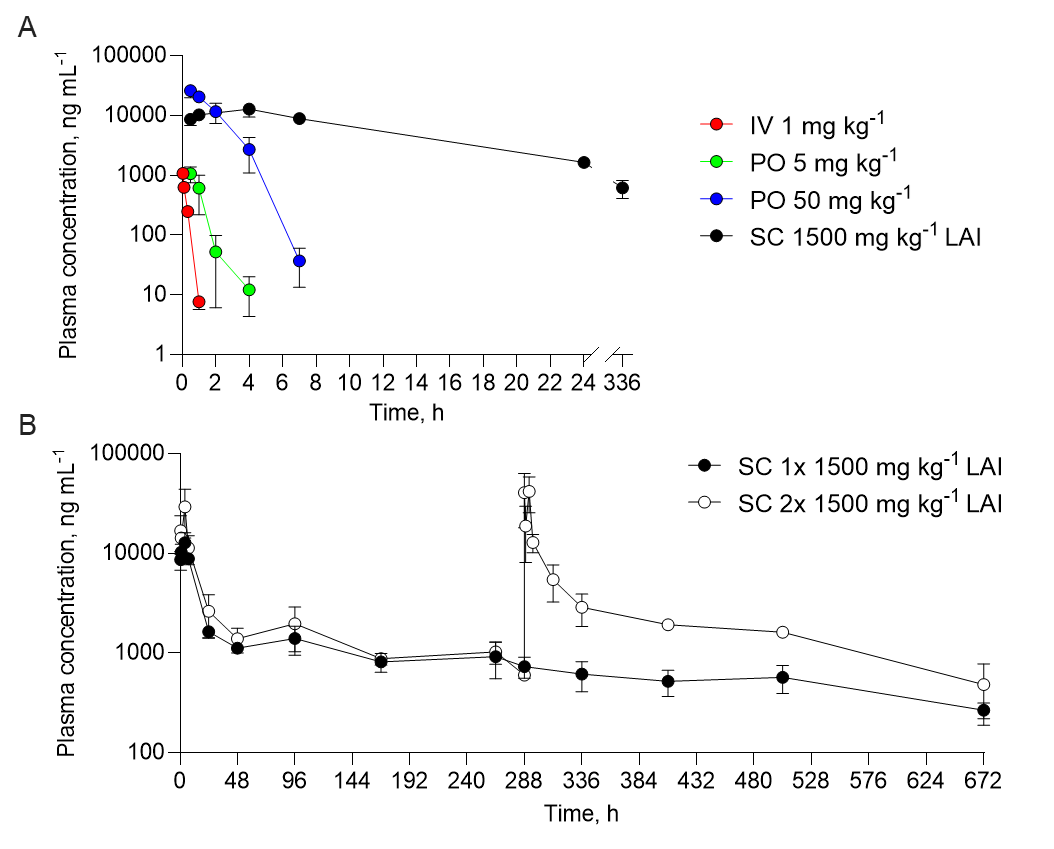 A
Plasma concentration, ng mL-1
100000
10000
1000
100
10
1
0 2 4 6 8 10 12 14 16 18 20 22 24 336
Time, h
IV 1 mg kg-1
PO 5 mg kg-1
PO 50 mg kg-1
SC 1500 mg kg-1 LAI
B
Plasma concentration, ng mL-1
100000
10000
1000
100
0 48 96 144 192 240 288 336 384 432 480 528 576 624 672
Time, h
SC 1x 1500 mg kg-1 LAI
SC 2x 1500 mg kg-1 LAI